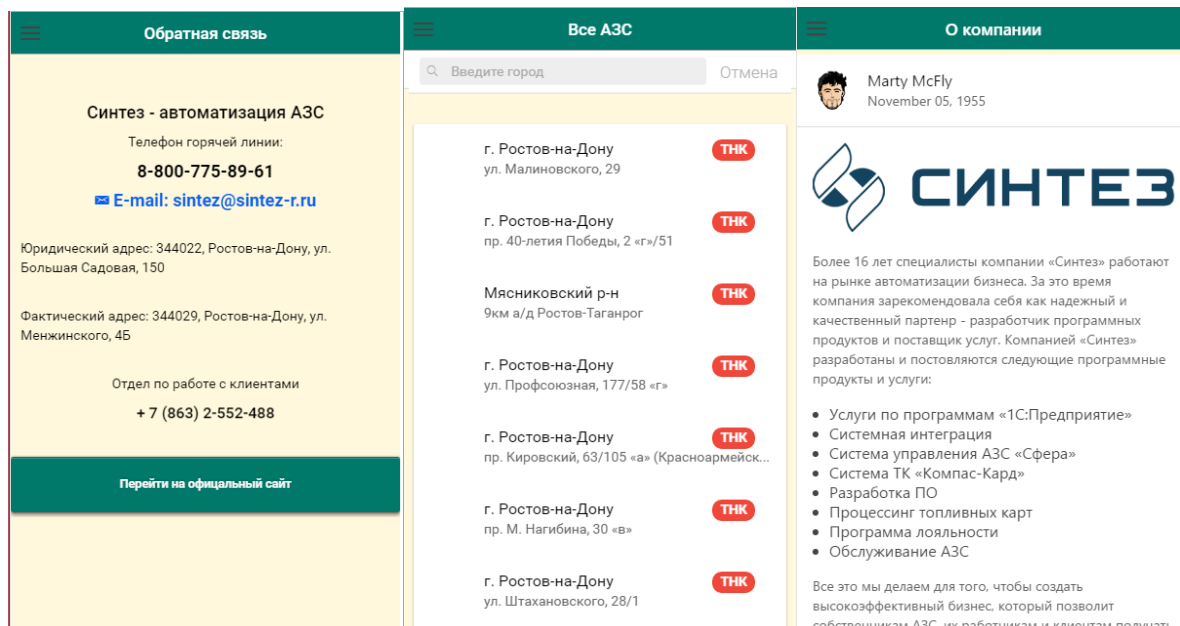 Обратная связь
Синтез - автоматизация АЗС
Телефон горячей линии:
8-800-775-89-61
E-mail: sintez@sintez-r.ru
Юридический адрес: 344022, Ростов-на-Дону, ул.
Большая Садовая, 150
Фактический адрес: 344029, Ростов-на-Дону, ул.
Менжинского, 4Б
Отдел по работе с клиентами
+ 7 (863) 2-552-488
Перейти на офицальный сайт
Все АЗС
Введите город
Отмена
г. Ростов-на-Дону
ТНК
ул. Малиновского, 29
г. Ростов-на-Дону
ТНК
пр. 40-летия Победы, 2 «г»/51
Мясниковский р-н
ТНК
9км а/д Ростов-Таганрог
г. Ростов-на-Дону
ТНК
ул. Профсоюзная, 177/58 «г»
г. Ростов-на-Дону
ТНК
пр. Кировский, 63/105 «а» (Красноармейск...
г. Ростов-на-Дону
ТНК
пр. М. Нагибина, 30 «в»
г. Ростов-на-Дону
ТНК
ул. Штахановского, 28/1
О компании
Marty McFly
November 05, 1955
СИНТЕЗ
Более 16 лет специалисты компании «Синтез» работают
на рынке автоматизации бизнеса. За это время
компания зарекомендовала себя как надежный и
качественный партенр - разработчик программных
продуктов и поставщик услуг. Компанией «Синтез»
разработаны и постовляются следующие программные
продукты и услуги:
• Услуги по программам «1С:Предприятие»
• Системная интеграция
• Система управления АЗС «Сфера»
• Система ТК «Компас-Кард»
• Разработка ПО
• Процессинг топливных карт
• Программа лояльности
• Обслуживание АЗС
Все это мы делаем для того, чтобы создать
высокоэффективный бизнес, который позволит
собственникам АЗС, их работникам и клиентам получать